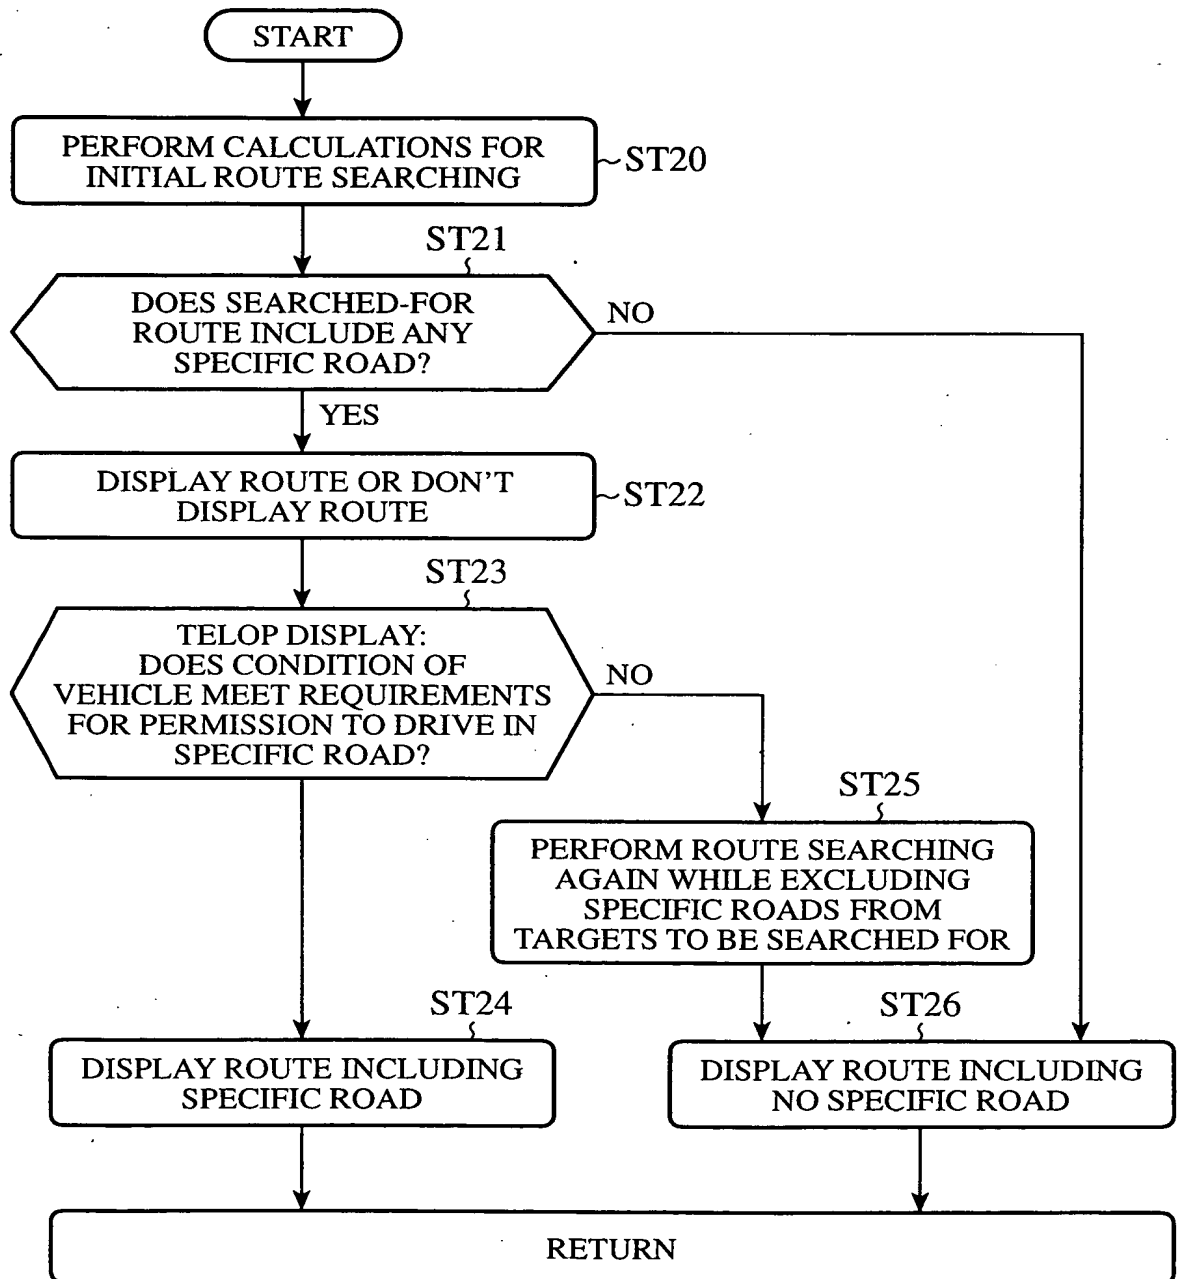 START
PERFORM CALCULATIONS FOR
INITIAL ROUTE SEARCHING
ST20
ST21
DOES SEARCHED-FOR
ROUTE INCLUDE ANY
SPECIFIC ROAD?
NO
YES
DISPLAY ROUTE OR DON'T
DISPLAY ROUTE
ST22
ST23
TELOP DISPLAY:
DOES CONDITION OF
VEHICLE MEET REQUIREMENTS
FOR PERMISSION TO DRIVE IN
SPECIFIC ROAD?
NO
ST25
PERFORM ROUTE SEARCHING
AGAIN WHILE EXCLUDING
SPECIFIC ROADS FROM
TARGETS TO BE SEARCHED FOR
ST24
DISPLAY ROUTE INCLUDING
SPECIFIC ROAD
ST26
DISPLAY ROUTE INCLUDING
NO SPECIFIC ROAD
RETURN